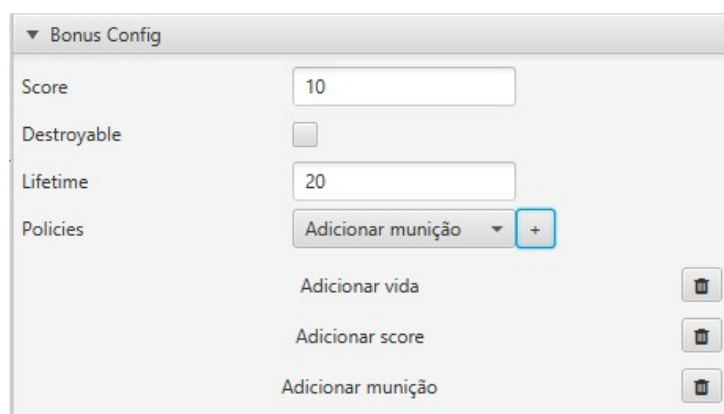 Bonus Config
Score 10
Destroyable
Lifetime 20
Policies Adicionar munição +
Adicionar vida
Adicionar score
Adicionar munição